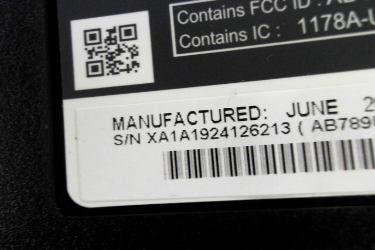 Contains FCC ID :
Contains IC : 1178A-
MANUFACTURED: JUNE
S/N XA1A1924126213 ( AB789